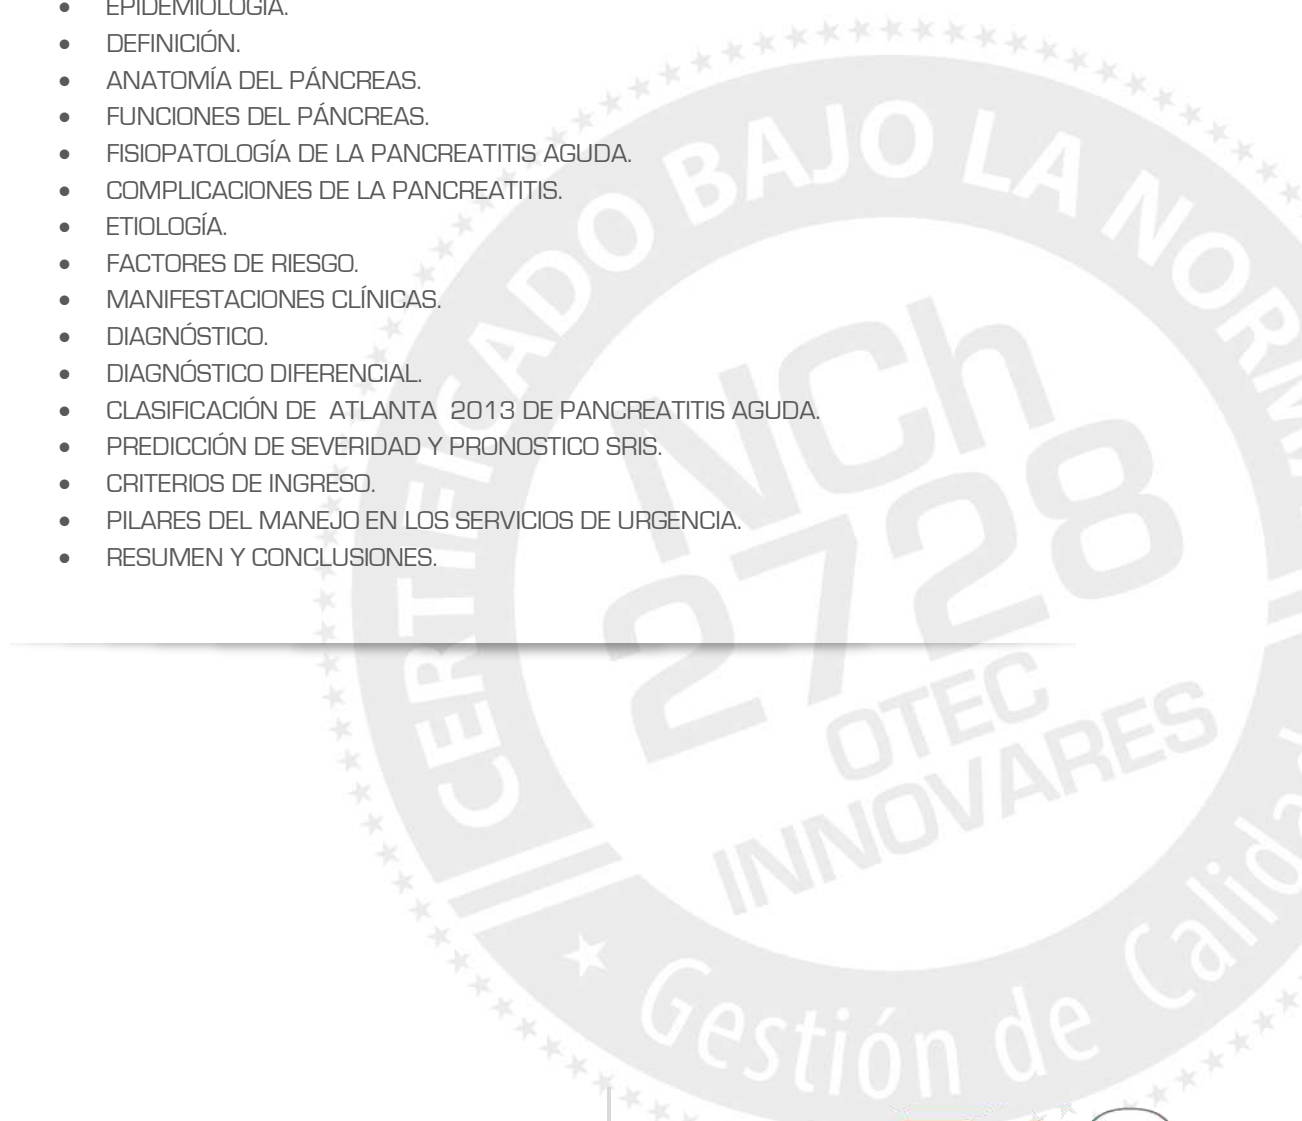 • EPIDEMIOLOGÍA.
• DEFINICIÓN.
• ANATOMÍA DEL PÁNCREAS.
• FUNCIONES DEL PÁNCREAS.
• FISIOPATOLOGÍA DE LA PANCREATITIS AGUDA.
• COMPLICACIONES DE LA PANCREATITIS.
• ETIOLOGÍA.
• FACTORES DE RIESGO.
• MANIFESTACIONES CLÍNICAS.
• DIAGNÓSTICO.
• DIAGNÓSTICO DIFERENCIAL.
• CLASIFICACIÓN DE  ATLANTA  2013 DE PANCREATITIS AGUDA.
• PREDICCIÓN DE SEVERIDAD Y PRONOSTICO SRIS.
• CRITERIOS DE INGRESO.
• PILARES DEL MANEJO EN LOS SERVICIOS DE URGENCIA.
• RESUMEN Y CONCLUSIONES.
CERTIFICADO BAJO LA NORM
NCh
2728
OTEC
INNOVARES
Gestión de Calida